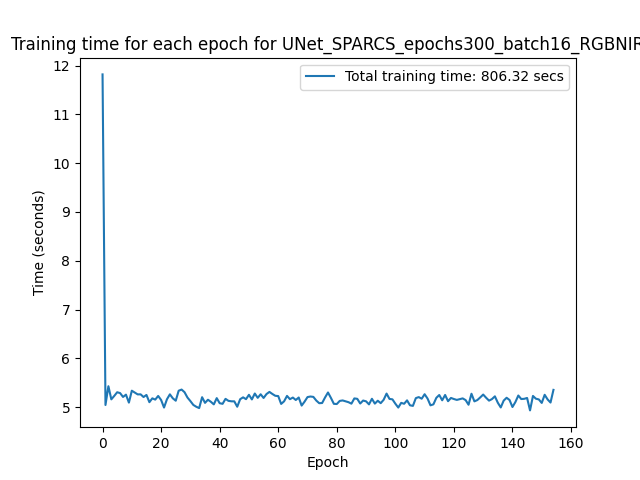 Training time for each epoch for UNet_SPARCS_epochs300_batch16_RGBNIR
Total training time: 806.32 secs
12
11
10
9
8
7
6
5
Time (seconds)
0 20 40 60 80 100 120 140 160
Epoch